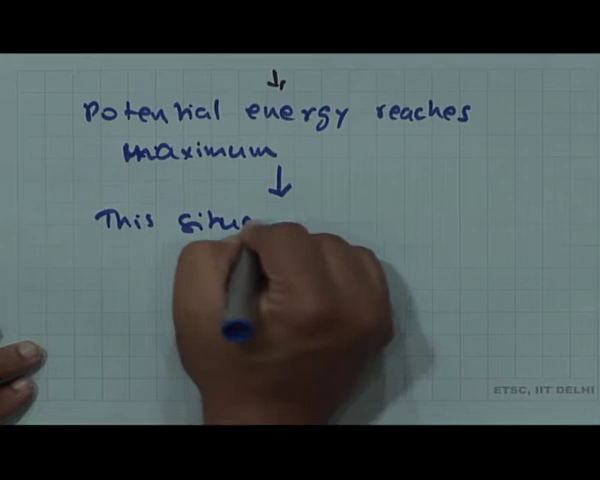 Potential energy reaches
maximum
This
ETSC, IIT DELHI